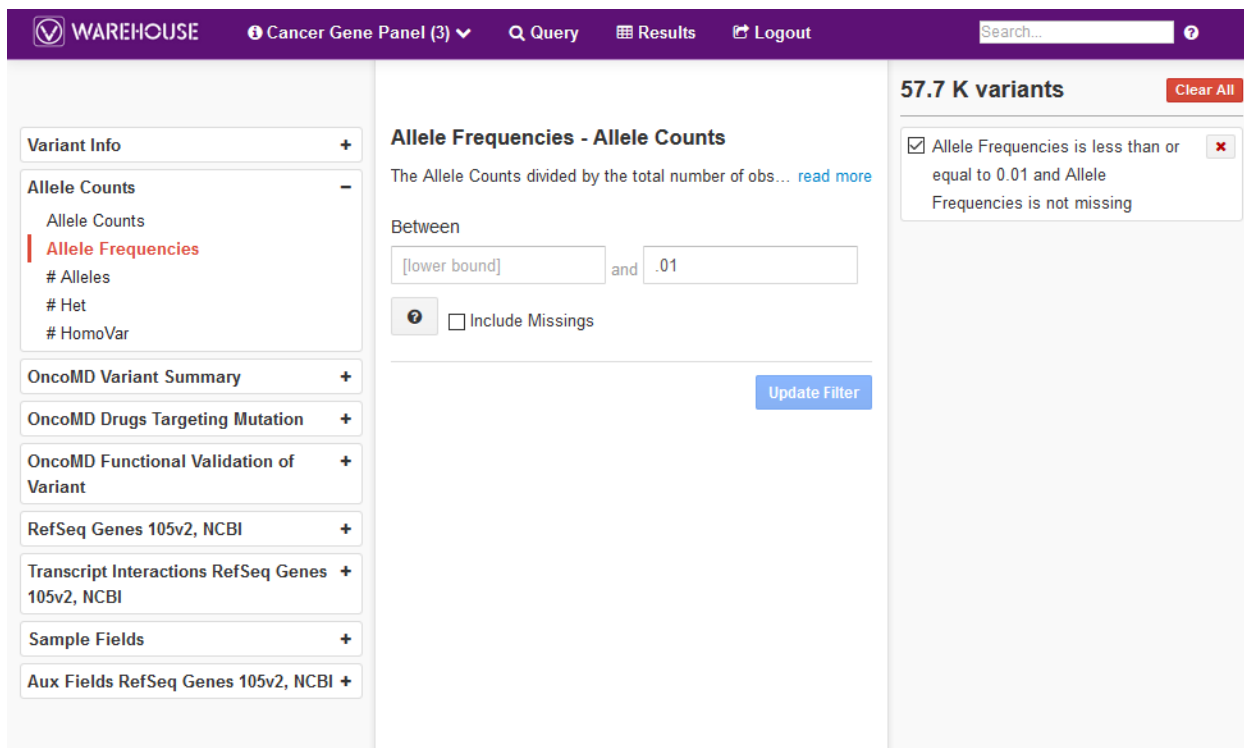 WAREHOUSE
Cancer Gene Panel (3)
Query
Results
Logout
Search...
Variant Info
Allele Counts
Allele Counts
Allele Frequencies
# Alleles
# Het
# HomoVar
OncoMD Variant Summary
OncoMD Drugs Targeting Mutation
OncoMD Functional Validation of
Variant
RefSeq Genes 105v2, NCBI
Transcript Interactions RefSeq Genes
105v2, NCBI
Sample Fields
Aux Fields RefSeq Genes 105v2, NCBI
Allele Frequencies - Allele Counts
The Allele Counts divided by the total number of obs... read more
Between
[lower bound] and .01
Include Missings
Update Filter
57.7 K variants
Clear All
Allele Frequencies is less than or
equal to 0.01 and Allele
Frequencies is not missing